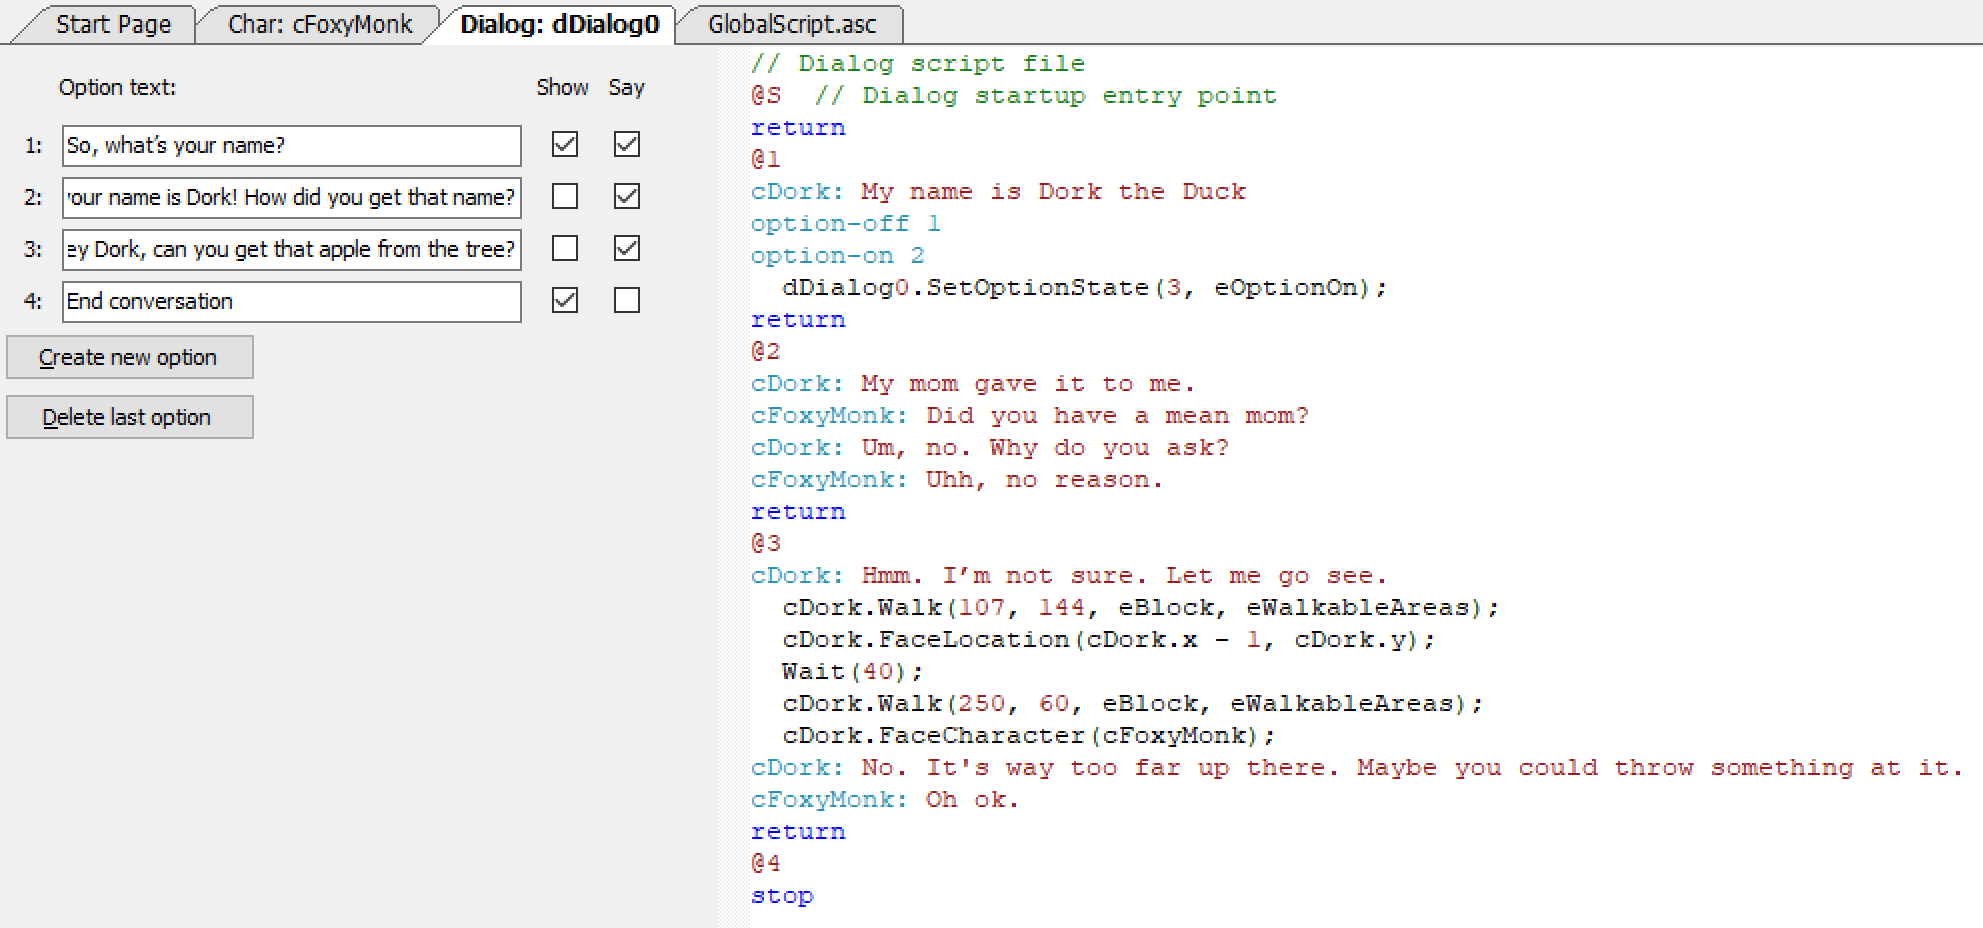 Start Page
Char: cFoxyMonk
Dialog: dDialog0
GlobalScript.asc
Option text:
Show
Say
1:
So, what's your name?
2:
your name is Dork! How did you get that name?
3:
ey Dork, can you get that apple from the tree?
4:
End conversation
Create new option
Delete last option
// Dialog script file
@S  // Dialog startup entry point
return
@1
cDork: My name is Dork the Duck
option-off 1
option-on 2
  dDialog0.SetOptionState(3, eOptionOn);
return
@2
cDork: My mom gave it to me.
cFoxyMonk: Did you have a mean mom?
cDork: Um, no. Why do you ask?
cFoxyMonk: Uhh, no reason.
return
@3
cDork: Hmm. I'm not sure. Let me go see.
  cDork.Walk(107, 144, eBlock, eWalkableAreas);
  cDork.FaceLocation(cDork.x - 1, cDork.y);
  Wait(40);
  cDork.Walk(250, 60, eBlock, eWalkableAreas);
  cDork.FaceCharacter(cFoxyMonk);
cDork: No. It's way too far up there. Maybe you could throw something at it.
cFoxyMonk: Oh ok.
return
@4
stop